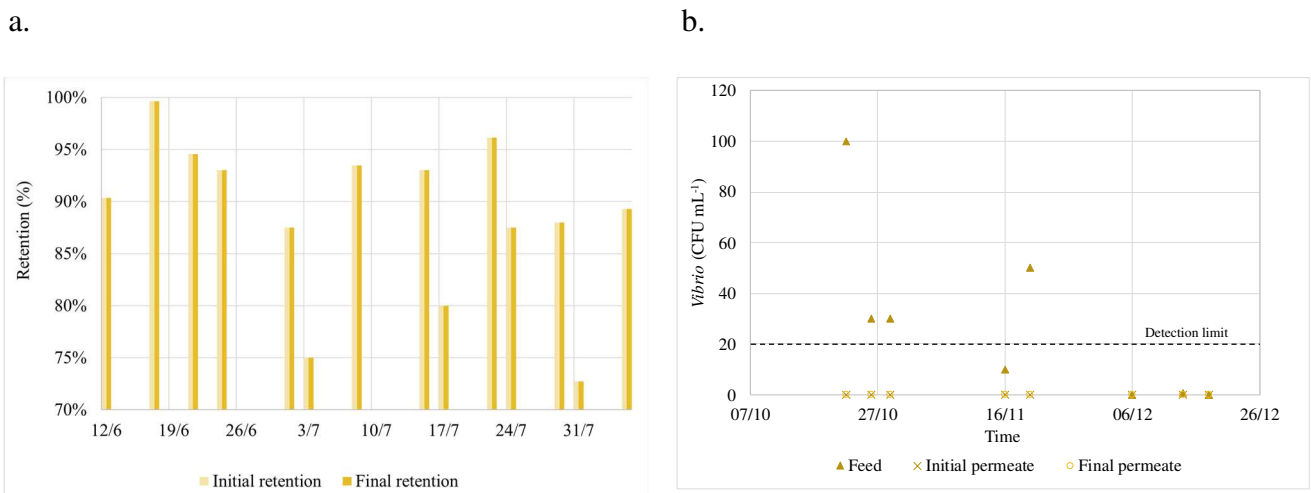 a.
Retention (%)
100%
95%
90%
85%
80%
75%
70%
12/6 19/6 26/6 3/7 10/7 17/7 24/7 31/7
Initial retention Final retention
b.
Vibrio (CFU mL⁻¹)
120
100
80
60
40
20
0
Detection limit
07/10 27/10 16/11 06/12 26/12
Time
Feed Initial permeate Final permeate